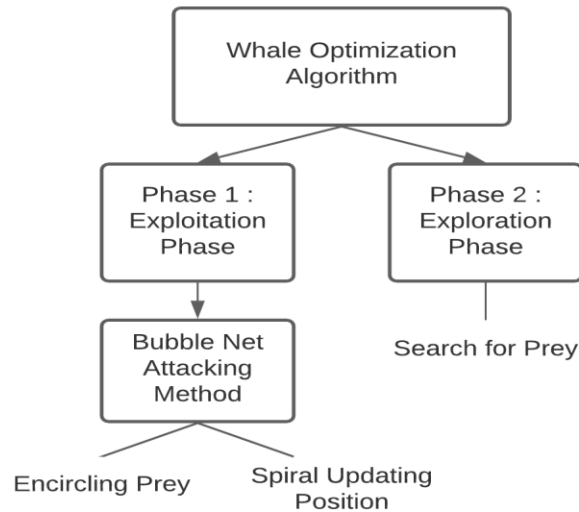 Whale Optimization
Algorithm
Phase 1 :
Exploitation
Phase
Phase 2 :
Exploration
Phase
Bubble Net
Attacking
Method
Search for Prey
Encircling Prey
Spiral Updating
Position